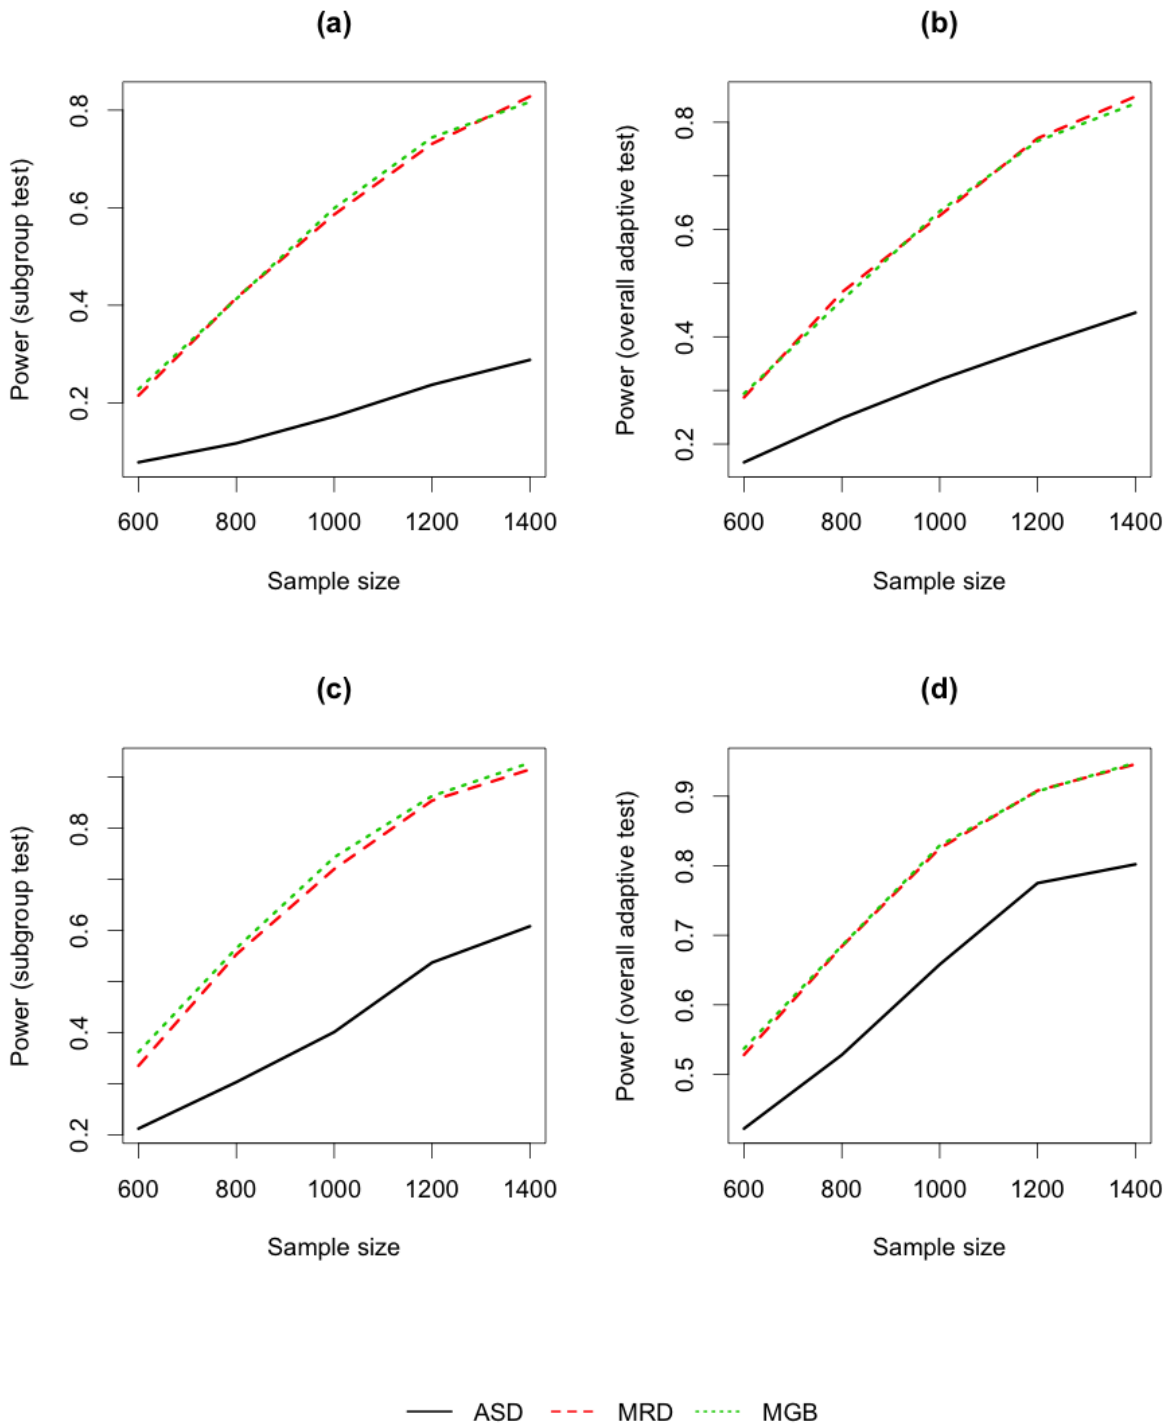 (a)
Power (subgroup test)
0.8
0.6
0.4
0.2
600 800 1000 1200 1400
Sample size
(b)
Power (overall adaptive test)
0.8
0.6
0.4
0.2
600 800 1000 1200 1400
Sample size
(c)
Power (subgroup test)
0.8
0.6
0.4
0.2
600 800 1000 1200 1400
Sample size
(d)
Power (overall adaptive test)
0.9
0.8
0.7
0.6
0.5
600 800 1000 1200 1400
Sample size
ASD MRD MGB